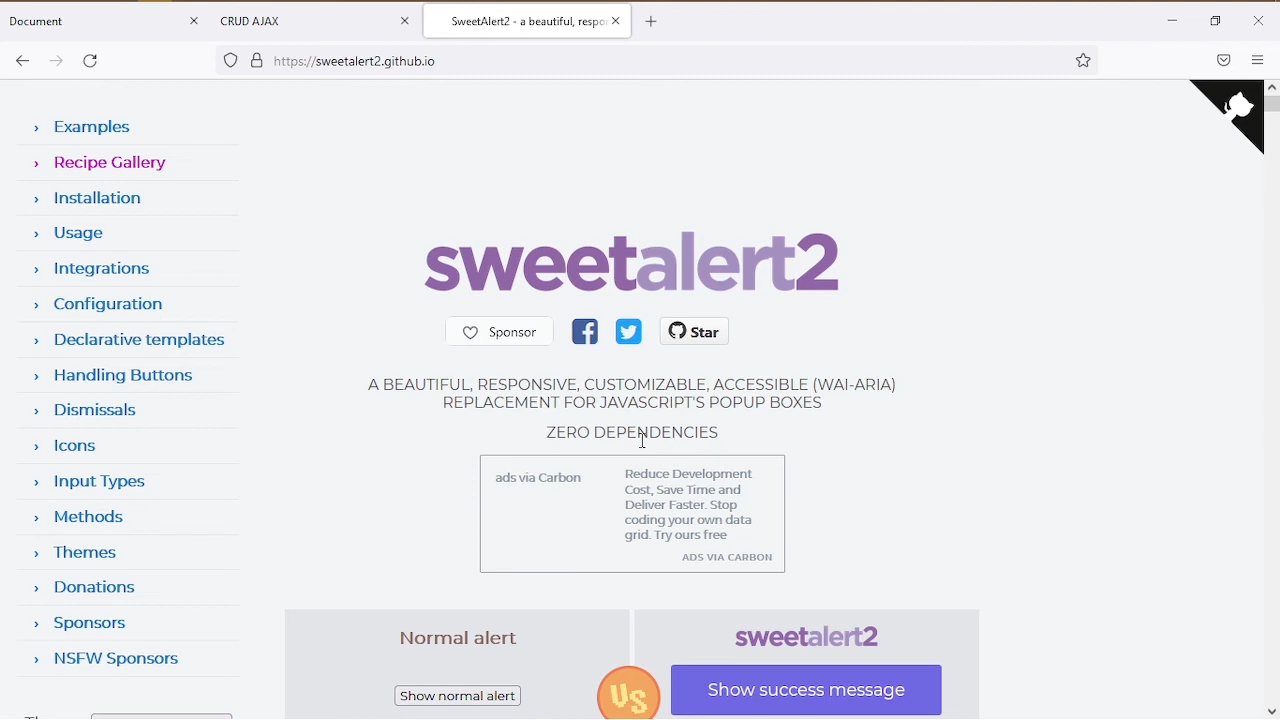 Document
CRUD AJAX
SweetAlert2 - a beautiful, respo
https://sweetalert2.github.io
› Examples
› Recipe Gallery
› Installation
› Usage
› Integrations
› Configuration
› Declarative templates
› Handling Buttons
› Dismissals
› Icons
› Input Types
› Methods
› Themes
› Donations
› Sponsors
› NSFW Sponsors
sweetalert2
Sponsor
Star
A BEAUTIFUL, RESPONSIVE, CUSTOMIZABLE, ACCESSIBLE (WAI-ARIA)
REPLACEMENT FOR JAVASCRIPT'S POPUP BOXES
ZERO DEPENDENCIES
ads via Carbon
Reduce Development
Cost, Save Time and
Deliver Faster. Stop
coding your own data
grid. Try ours free
ADS VIA CARBON
Normal alert
Show normal alert
VS
sweetalert2
Show success message